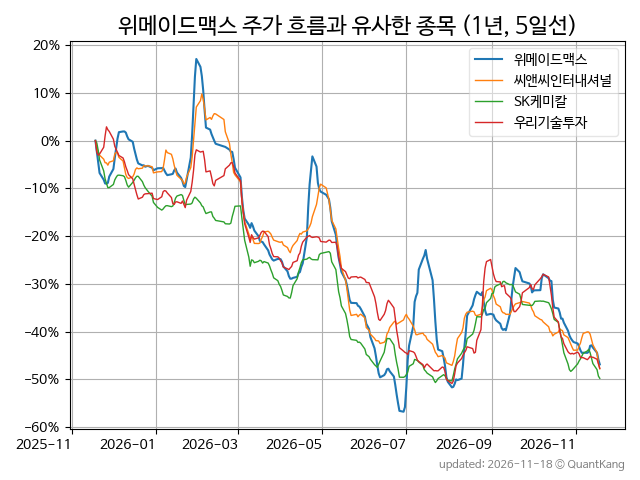 위메이드맥스 주가 흐름과 유사한 종목 (1년, 5일선)
위메이드맥스
씨앤씨인터내셔널
SK케미칼
우리기술투자
20%
10%
0%
−10%
−20%
−30%
−40%
−50%
−60%
2025-11 2026-01 2026-03 2026-05 2026-07 2026-09 2026-11
updated: 2026-11-18 © QuantKang